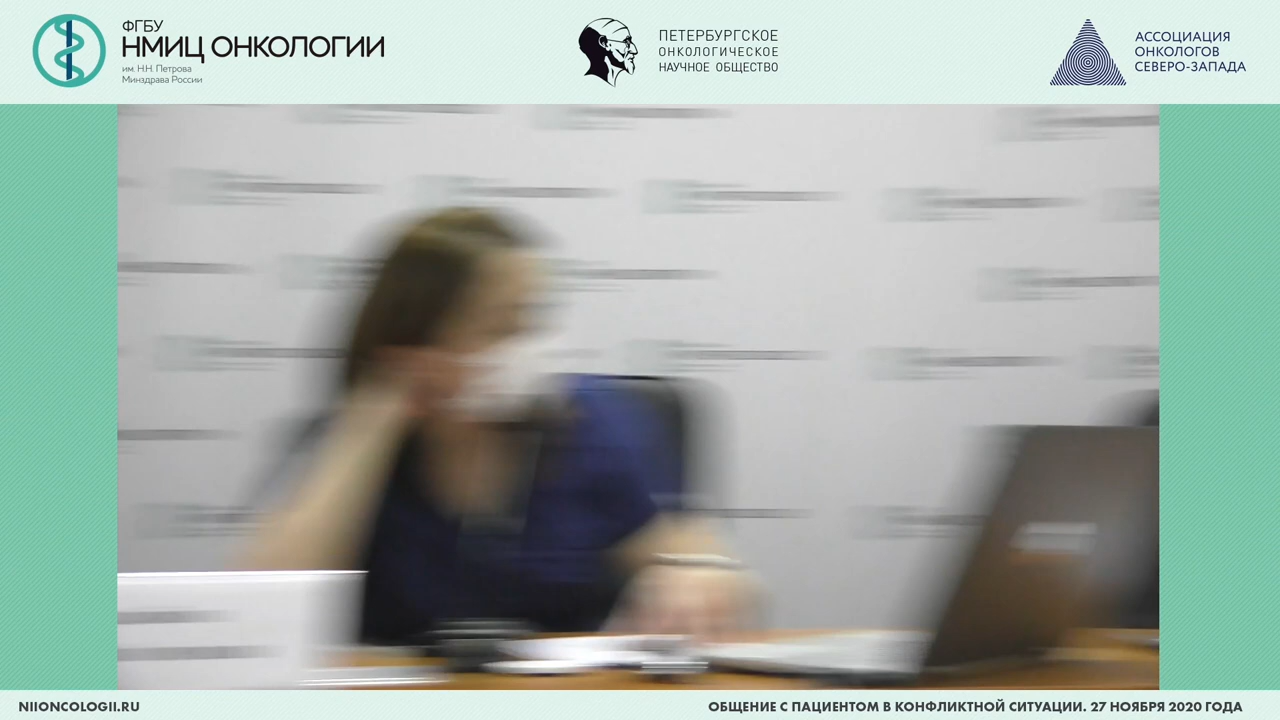 ФГБУ
НМИЦ ОНКОЛОГИИ
им. Н.Н. Петрова
Минздрава России
ПЕТЕРБУРГСКОЕ
ОНКОЛОГИЧЕСКОЕ
НАУЧНОЕ ОБЩЕСТВО
АССОЦИАЦИЯ
ОНКОЛОГОВ
СЕВЕРО-ЗАПАДА
NIIONCOLOGII.RU
ОБЩЕНИЕ С ПАЦИЕНТОМ В КОНФЛИКТНОЙ СИТУАЦИИ. 27 НОЯБРЯ 2020 ГОДА